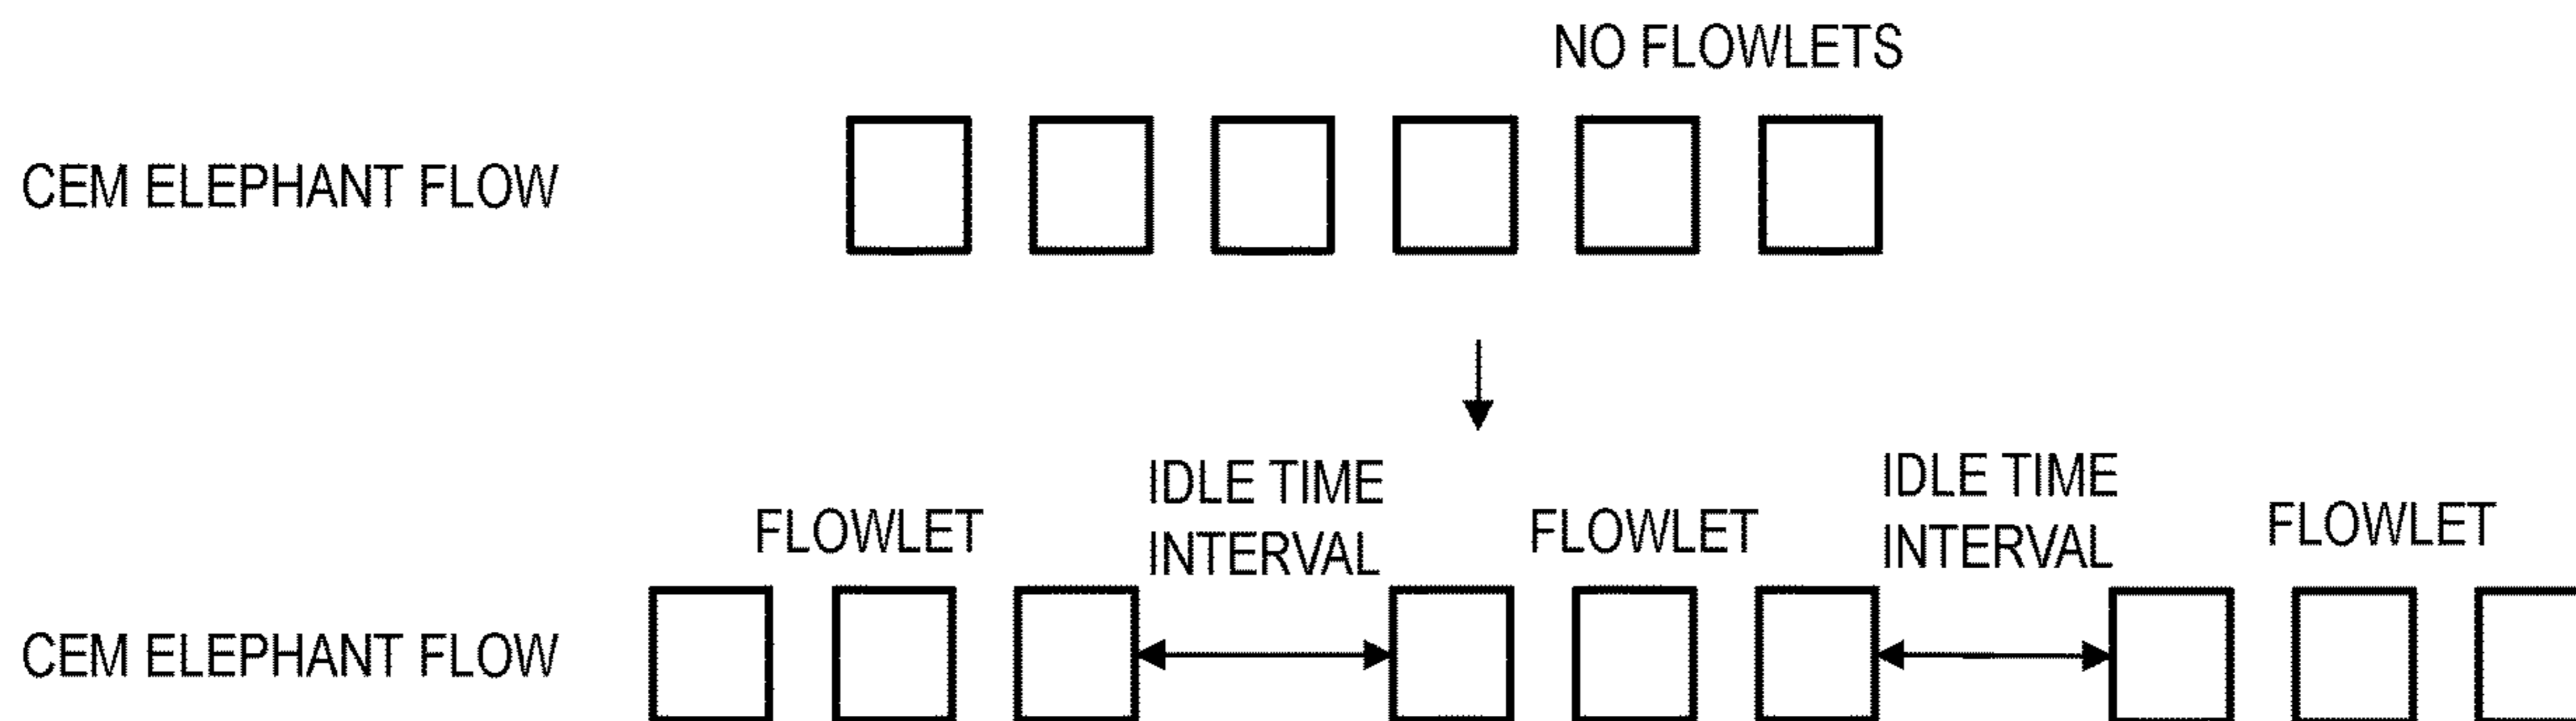 NO FLOWLETS
CEM ELEPHANT FLOW
IDLE TIME
INTERVAL
IDLE TIME
INTERVAL
FLOWLET
FLOWLET
FLOWLET
CEM ELEPHANT FLOW